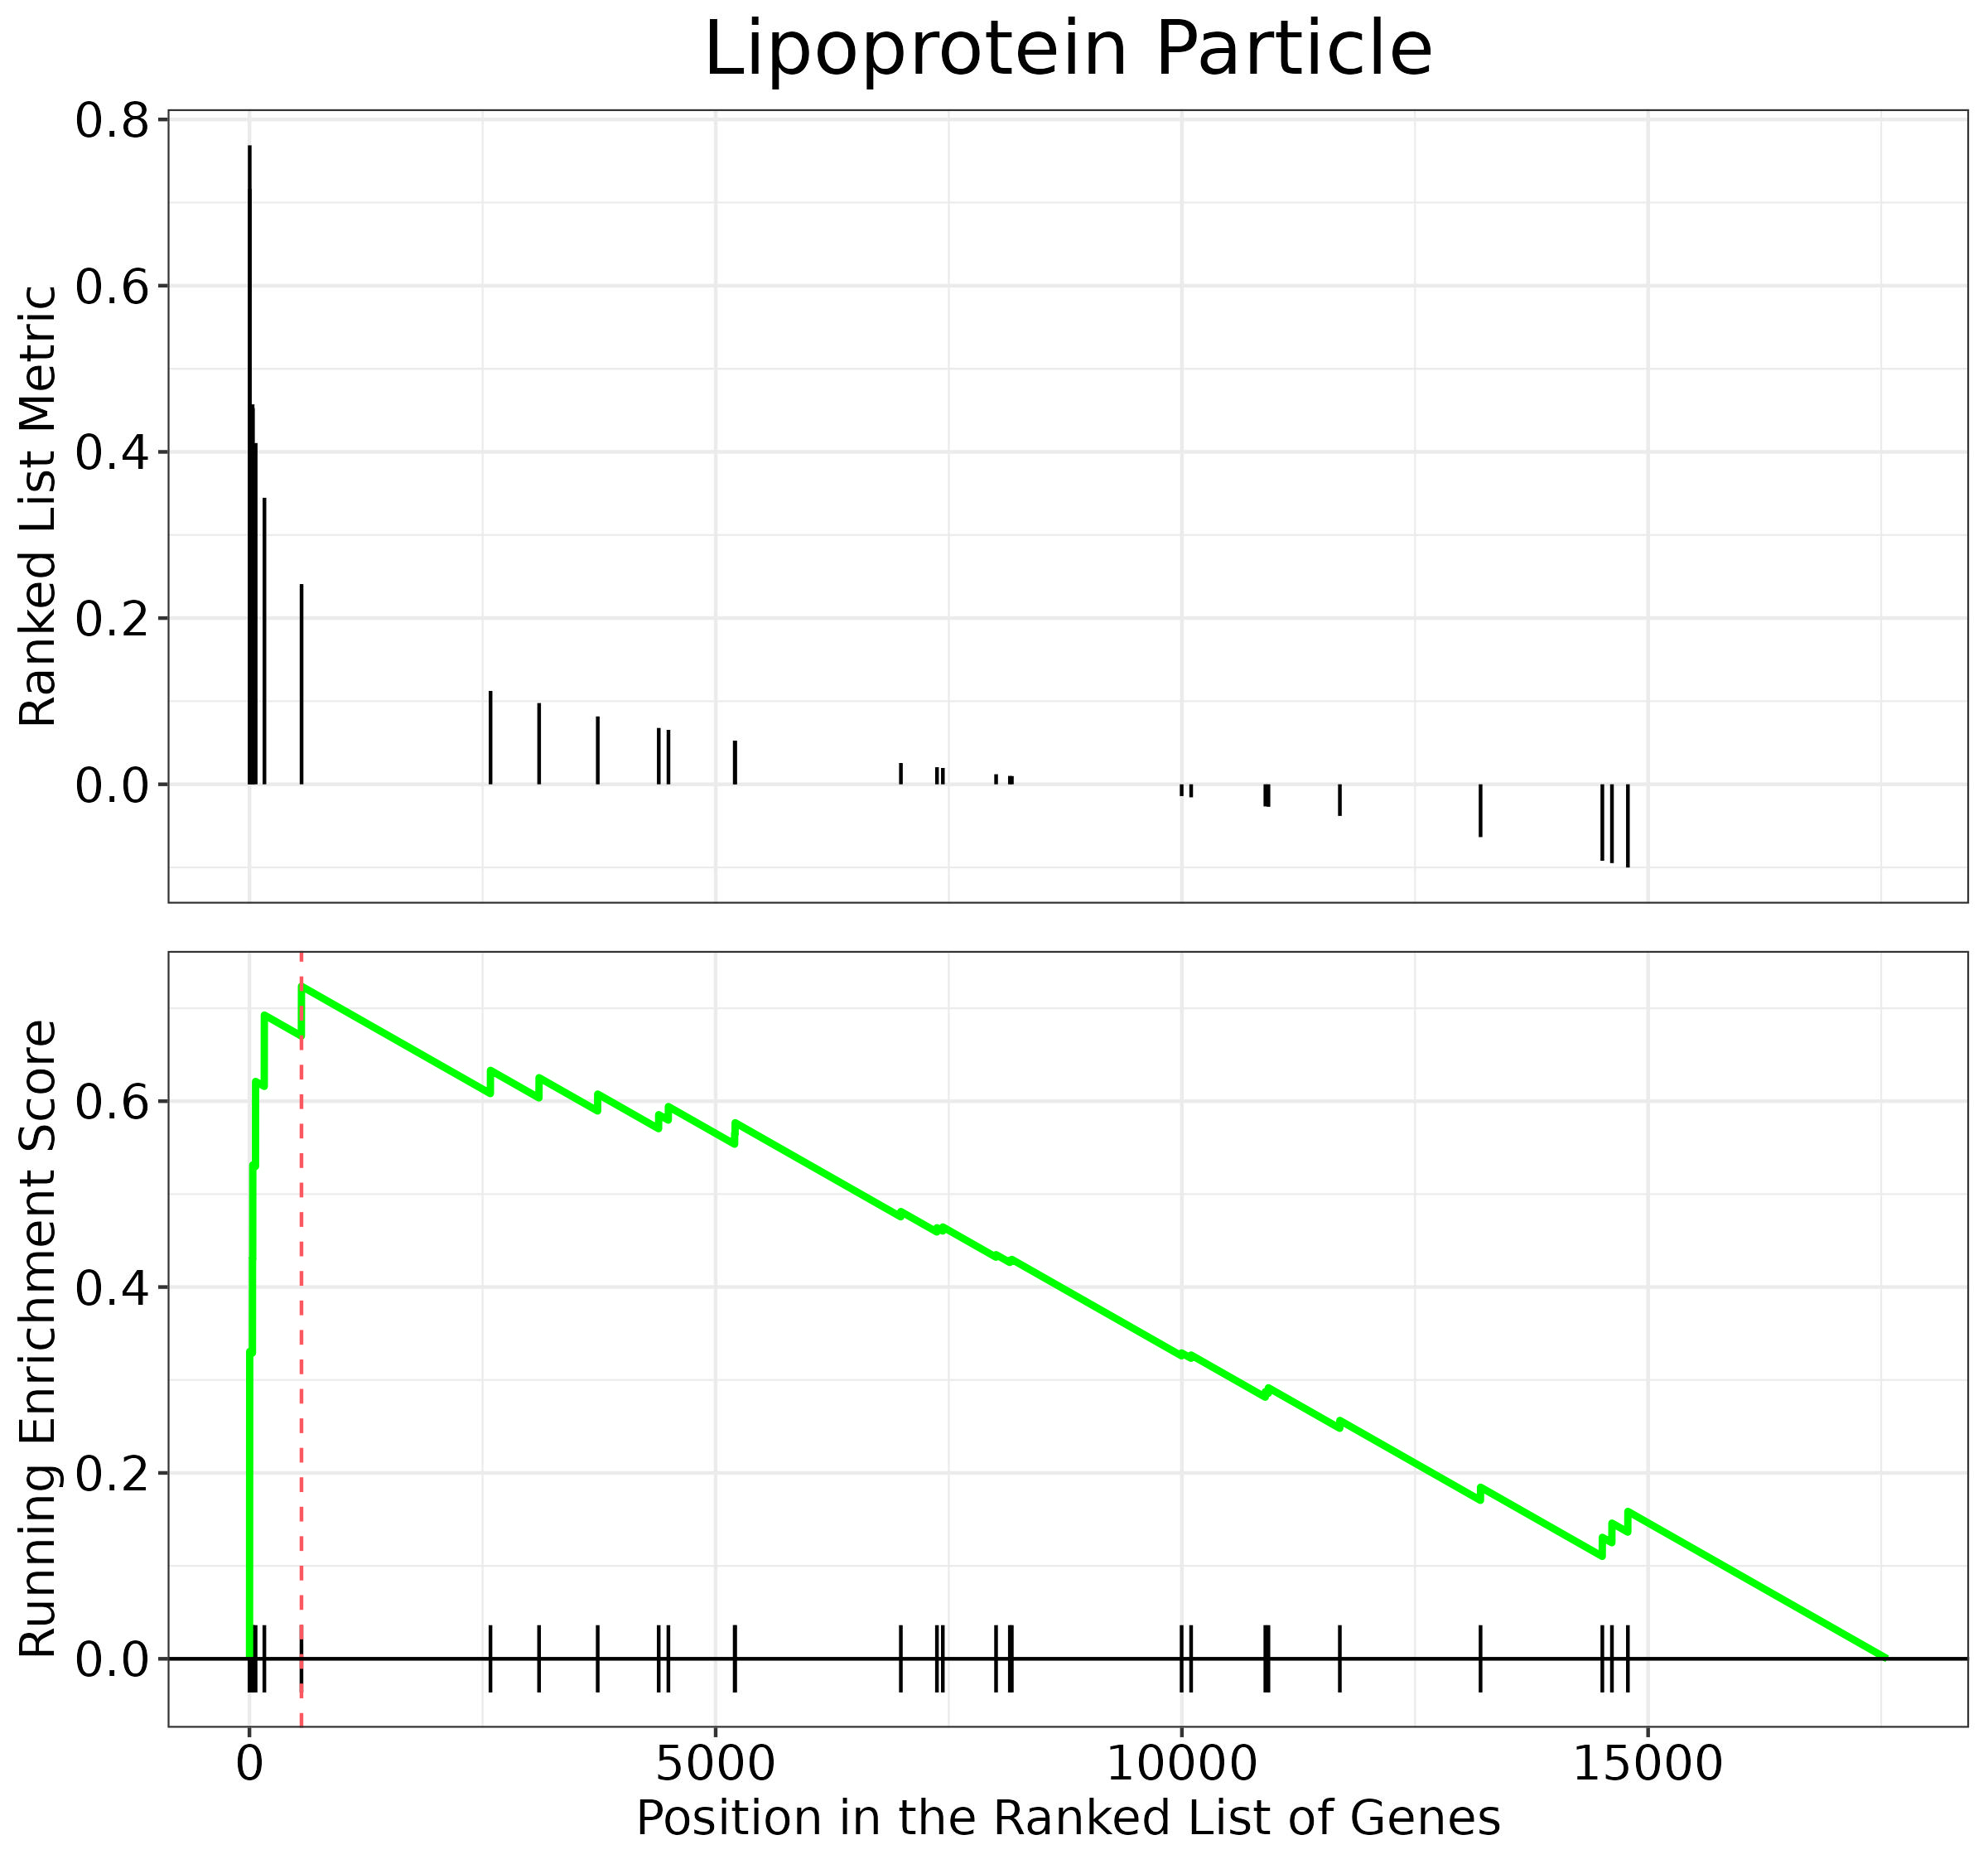 Lipoprotein Particle
Ranked List Metric
0.8
0.6
0.4
0.2
0.0
Running Enrichment Score
0.6
0.4
0.2
0.0
0 5000 10000 15000
Position in the Ranked List of Genes